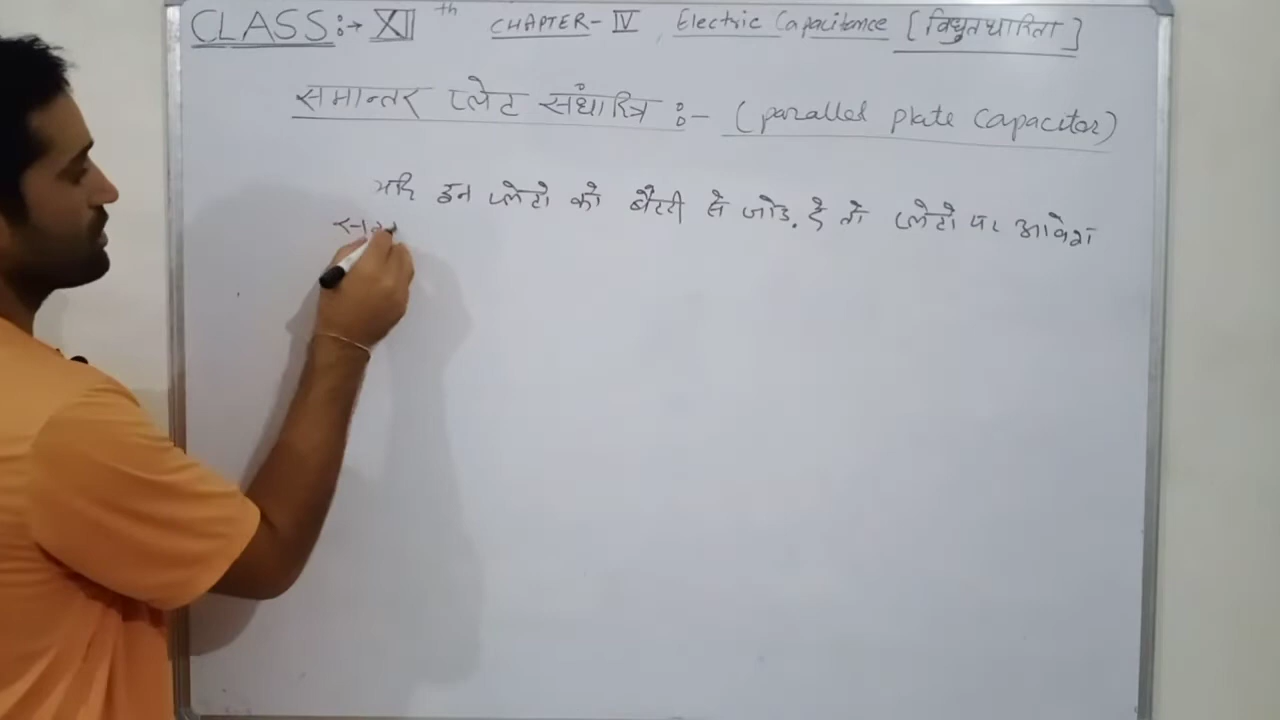 CLASS :→ XII th CHAPTER - IV , Electric Capacitance [विधुतधारिता]
समान्तर प्लेट संधारित्र :- (parallel plate capacitor)
यदि इन प्लेटो को बैटरी से जोड़ दे तो प्लेटो पर आवेश